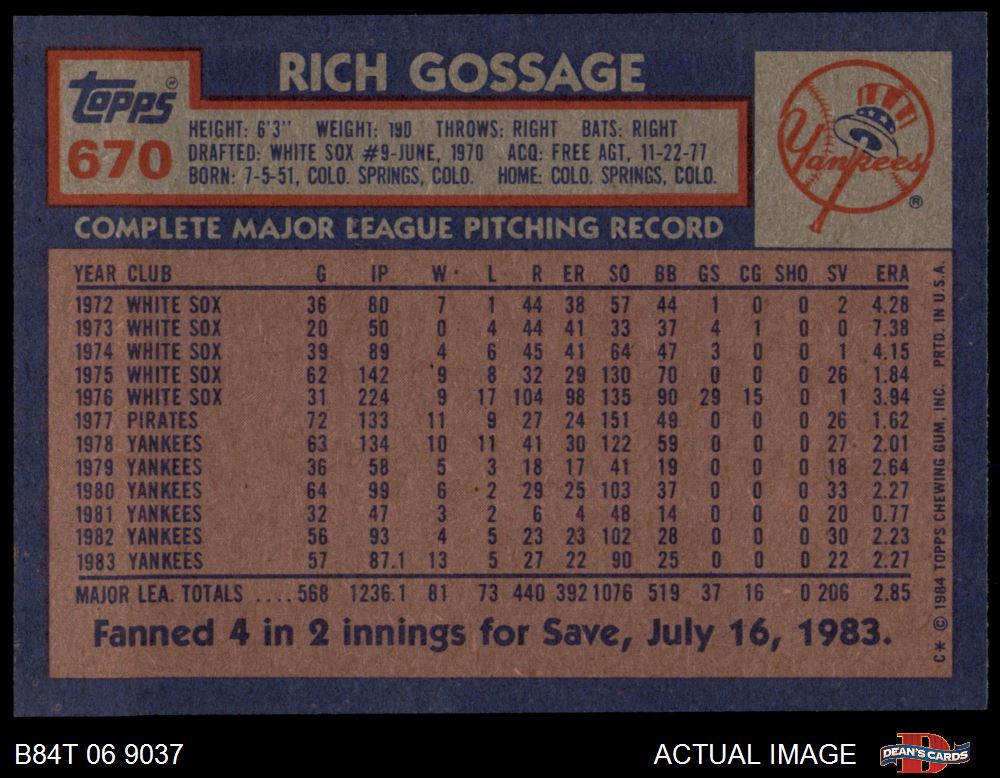 RICH GOSSAGE
Topps
670
HEIGHT: 6'3" WEIGHT: 190 THROWS: RIGHT BATS: RIGHT
DRAFTED: WHITE SOX #9-JUNE, 1970 ACQ: FREE AGT, 11-22-77
BORN: 7-5-51, COLO. SPRINGS, COLO. HOME: COLO. SPRINGS, COLO.
Yankees ®
COMPLETE MAJOR LEAGUE PITCHING RECORD
YEAR CLUB G IP W L R ER SO BB GS CG SHO SV ERA
1972 WHITE SOX 36 80 7 1 44 38 57 44 1 0 0 2 4.28
1973 WHITE SOX 20 50 0 4 44 41 33 37 4 1 0 0 7.38
1974 WHITE SOX 39 89 4 6 45 41 64 47 3 0 0 1 4.15
1975 WHITE SOX 62 142 9 8 32 29 130 70 0 0 0 26 1.84
1976 WHITE SOX 31 224 9 17 104 98 135 90 29 15 0 1 3.94
1977 PIRATES 72 133 11 9 27 24 151 49 0 0 0 26 1.62
1978 YANKEES 63 134 10 11 41 30 122 59 0 0 0 27 2.01
1979 YANKEES 36 58 5 3 18 17 41 19 0 0 0 18 2.64
1980 YANKEES 64 99 6 2 29 25 103 37 0 0 0 33 2.27
1981 YANKEES 32 47 3 2 6 4 48 14 0 0 0 20 0.77
1982 YANKEES 56 93 4 5 23 23 102 28 0 0 0 30 2.23
1983 YANKEES 57 87.1 13 5 27 22 90 25 0 0 0 22 2.27
MAJOR LEA. TOTALS ....568 1236.1 81 73 440 392 1076 519 37 16 0 206 2.85
Fanned 4 in 2 innings for Save, July 16, 1983.
C* © 1984 TOPPS CHEWING GUM, INC. PRTD. IN U.S.A.
B84T 06 9037
ACTUAL IMAGE
DEAN'S CARDS